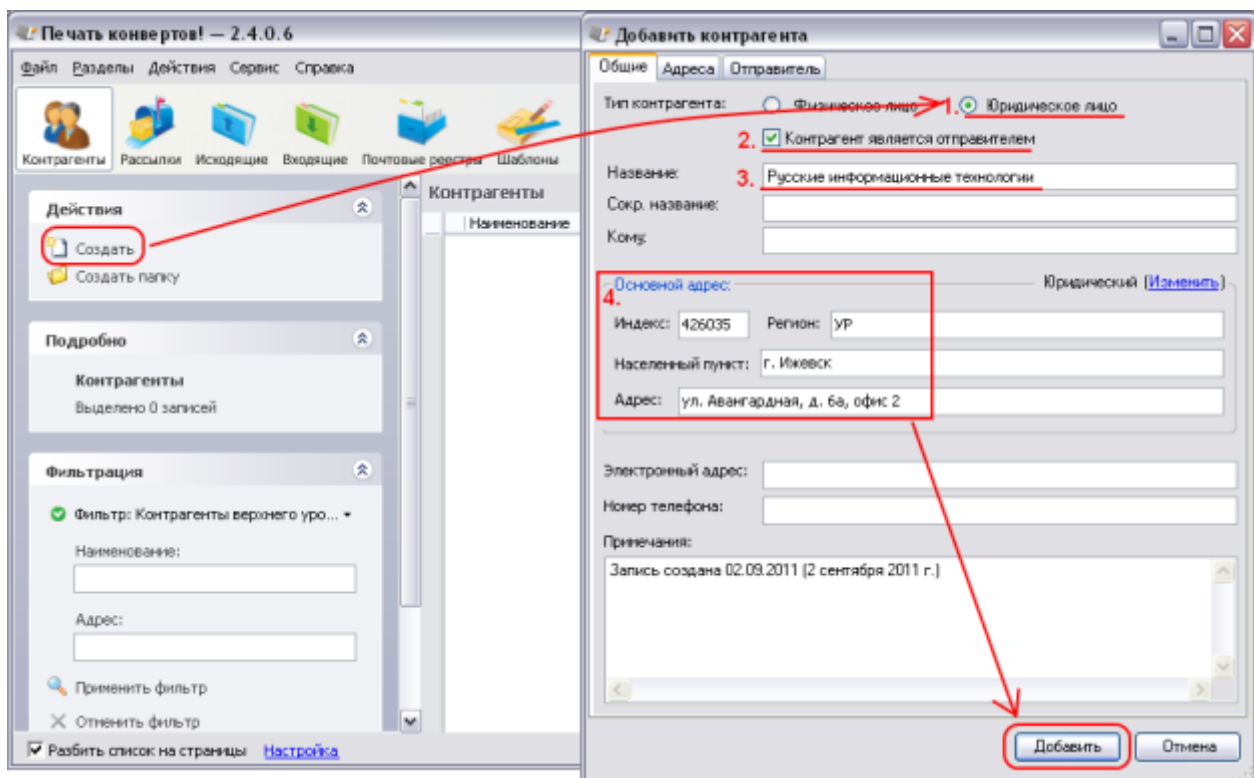 Печать конвертов! — 2.4.0.6
Файл Разделы Действия Сервис Справка
Контрагенты Рассылки Исходящие Входящие Почтовые реестры Шаблоны
Действия
Создать
Создать папку
Подробно
Контрагенты
Выделено 0 записей
Фильтрация
Фильтр: Контрагенты верхнего уро...
Наименование:
Адрес:
Применить фильтр
Отменить фильтр
Разбить список на страницы Настройка
Контрагенты
Наименование
Добавить контрагента
Общие Адреса Отправитель
Тип контрагента: Физическое лицо 1. Юридическое лицо
2. Контрагент является отправителем
Название: 3. Русские информационные технологии
Сокр. название:
Кому:
Основной адрес: Юридический (Изменить)
4.
Индекс: 426035 Регион: УР
Населенный пункт: г. Ижевск
Адрес: ул. Авангардная, д. 6а, офис 2
Электронный адрес:
Номер телефона:
Примечания:
Запись создана 02.09.2011 (2 сентября 2011 г.)
Добавить Отмена